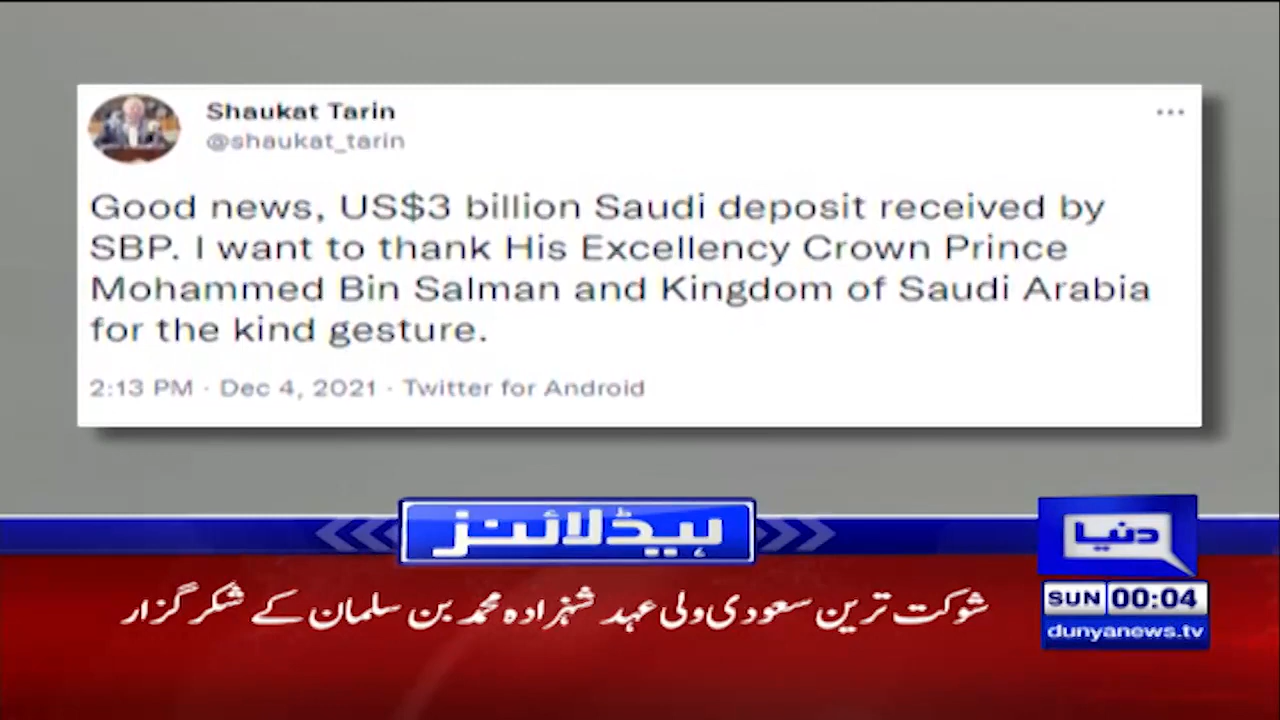 Shaukat Tarin
@shaukat_tarin
Good news, US$3 billion Saudi deposit received by
SBP. I want to thank His Excellency Crown Prince
Mohammed Bin Salman and Kingdom of Saudi Arabia
for the kind gesture.
2:13 PM · Dec 4, 2021 · Twitter for Android
ہیڈلائنز
دنیا
شوکت ترین سعودی ولی عہد شہزادہ محمد بن سلمان کے شکر گزار
SUN 00:04
dunyanews.tv